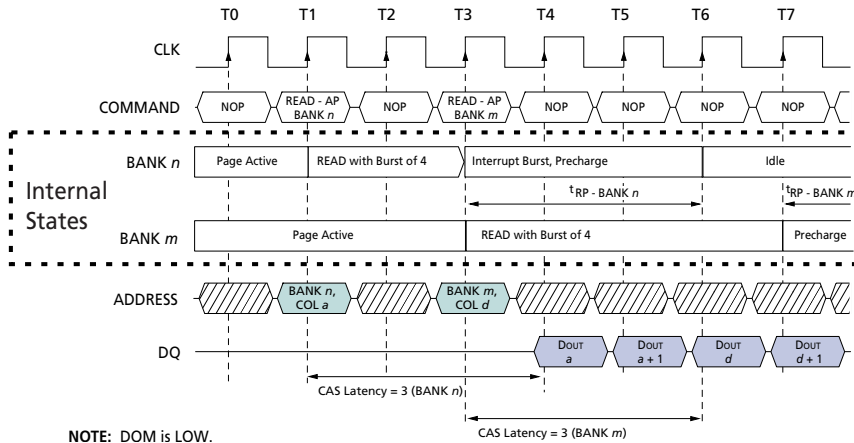 T0 T1 T2 T3 T4 T5 T6 T7
CLK
COMMAND NOP READ - AP BANK n NOP READ - AP BANK m NOP NOP NOP NOP
Internal States
BANK n Page Active READ with Burst of 4 Interrupt Burst, Precharge Idle
tRP - BANK n tRP - BANK m
BANK m Page Active READ with Burst of 4 Precharge
ADDRESS BANK n, COL a BANK m, COL d
DQ DOUT a DOUT a + 1 DOUT d DOUT d + 1
CAS Latency = 3 (BANK n)
CAS Latency = 3 (BANK m)
NOTE: DQM is LOW.